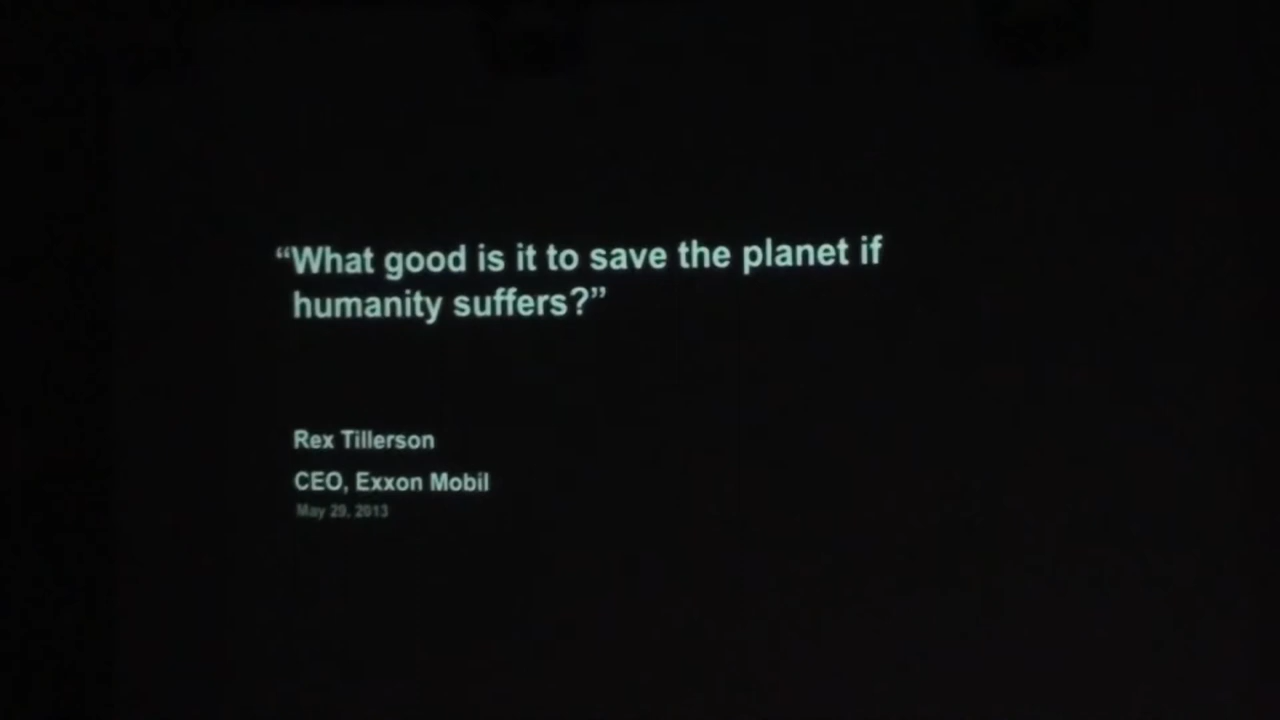 “What good is it to save the planet if
humanity suffers?”
Rex Tillerson
CEO, Exxon Mobil
May 29, 2013